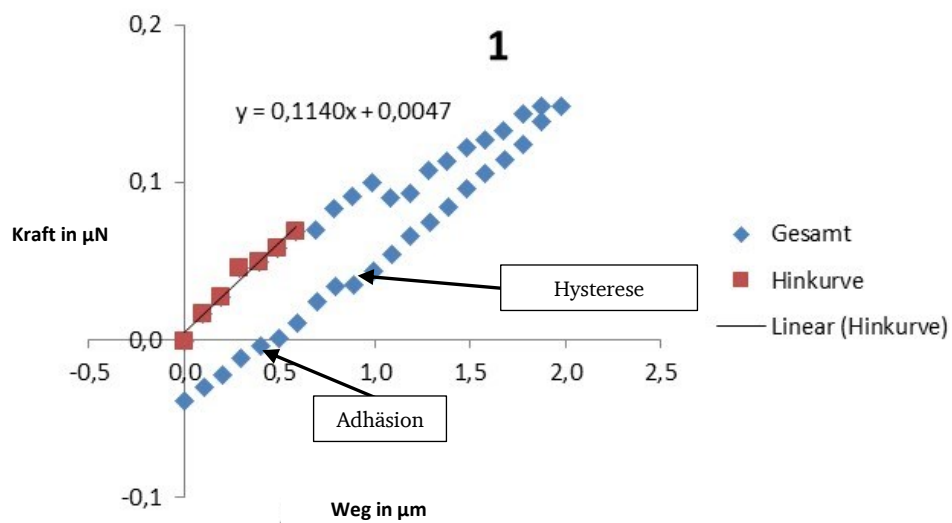 0,2
1
y = 0,1140x + 0,0047
0,1
Kraft in µN
Gesamt
Hysterese
Hinkurve
0,0
Linear (Hinkurve)
-0,5
0,0
0,5
1,0
1,5
2,0
2,5
Adhäsion
-0,1
Weg in µm